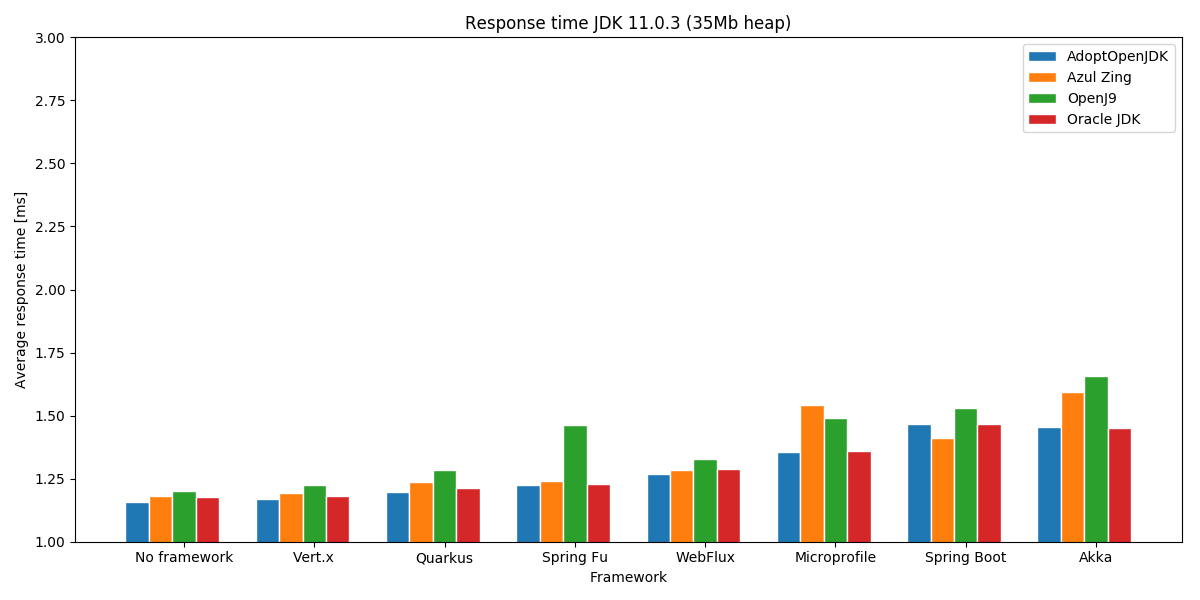 Response time JDK 11.0.3 (35Mb heap)
3.00
2.75
2.50
2.25
2.00
1.75
1.50
1.25
1.00
Average response time [ms]
AdoptOpenJDK
Azul Zing
OpenJ9
Oracle JDK
No framework
Vert.x
Quarkus
Spring Fu
WebFlux
Microprofile
Spring Boot
Akka
Framework